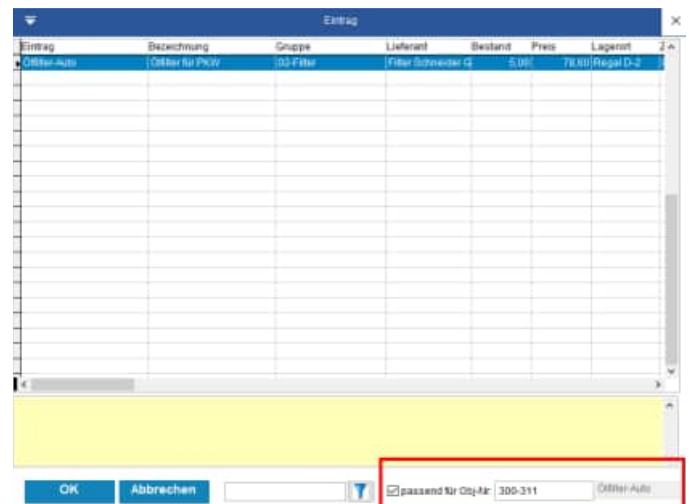 Eintrag
Eintrag Bezeichnung Gruppe Lieferant Bestand Preis Lagerort
Ölfilter-Auto Ölfilter für PKW 02-Filter Filter Schneider G 5,00 78,60 Regal D-2
OK Abbrechen passend für Obj-Nr. 300-311 Ölfilter-Auto